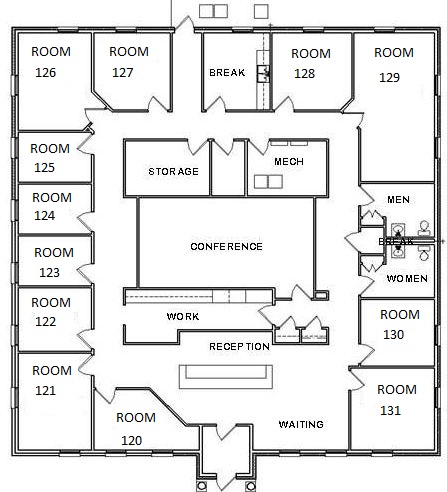 ROOM
126
ROOM
127
BREAK
ROOM
128
ROOM
129
ROOM
125
STORAGE
MECH
ROOM
124
MEN
CONFERENCE
BREAK
ROOM
123
WOMEN
ROOM
122
WORK
ROOM
130
RECEPTION
ROOM
121
ROOM
131
ROOM
120
WAITING